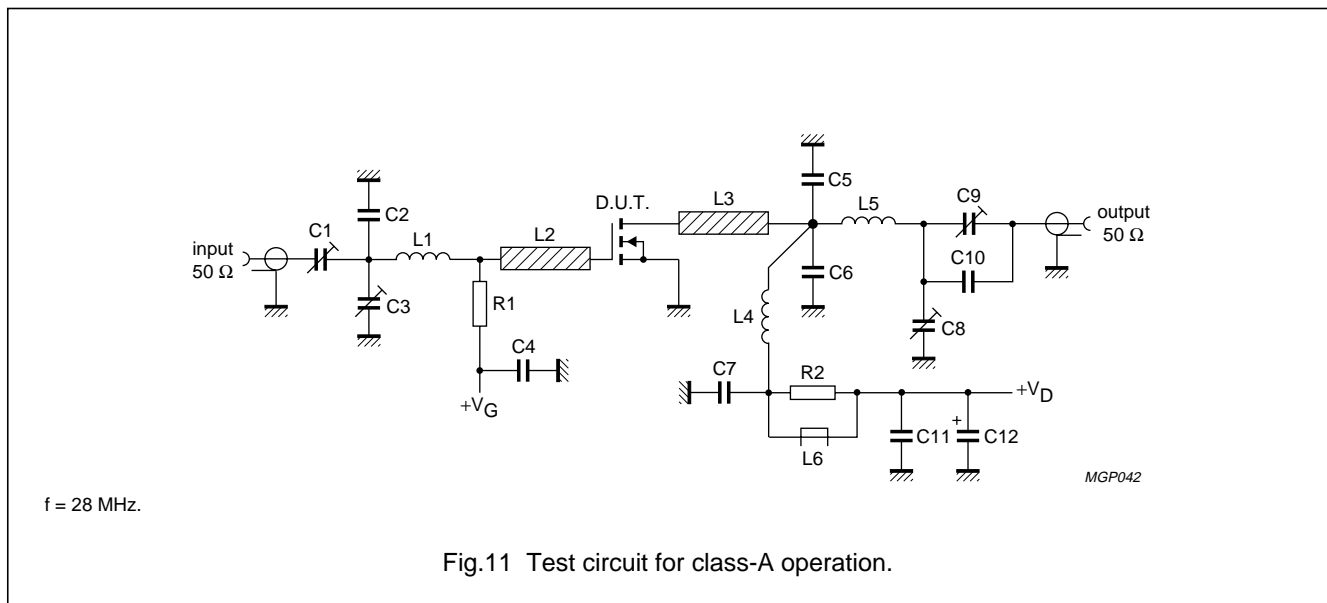 C5
L3
C9
D.U.T.
L5
output
50 Ω
C2
C1
L1
L2
input
50 Ω
C10
C6
C3
R1
L4
C8
C4
C7
R2
+VD
+VG
+
C11
C12
L6
MGP042
f = 28 MHz.
Fig.11 Test circuit for class-A operation.